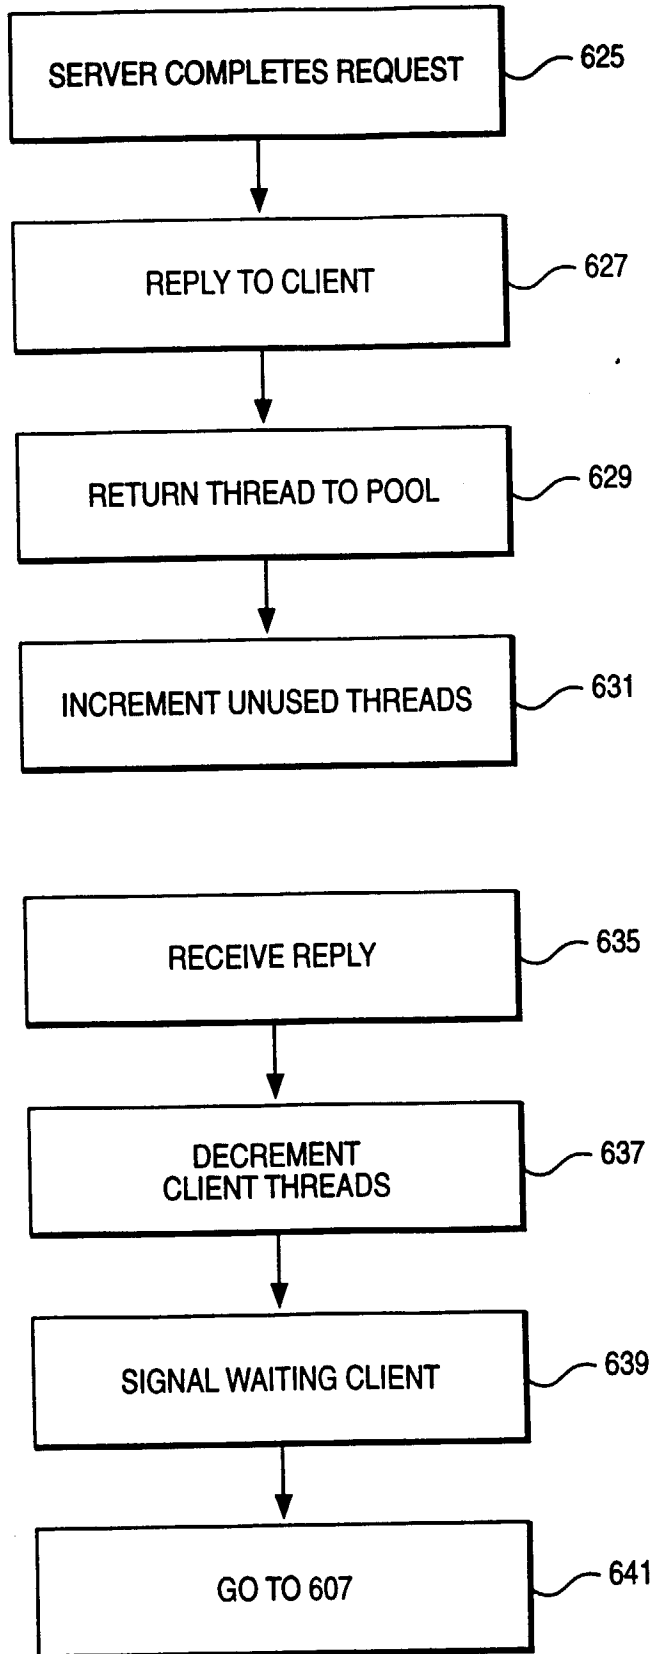 SERVER COMPLETES REQUEST
625
REPLY TO CLIENT
627
RETURN THREAD TO POOL
629
INCREMENT UNUSED THREADS
631
RECEIVE REPLY
635
DECREMENT
CLIENT THREADS
637
SIGNAL WAITING CLIENT
639
GO TO 607
641